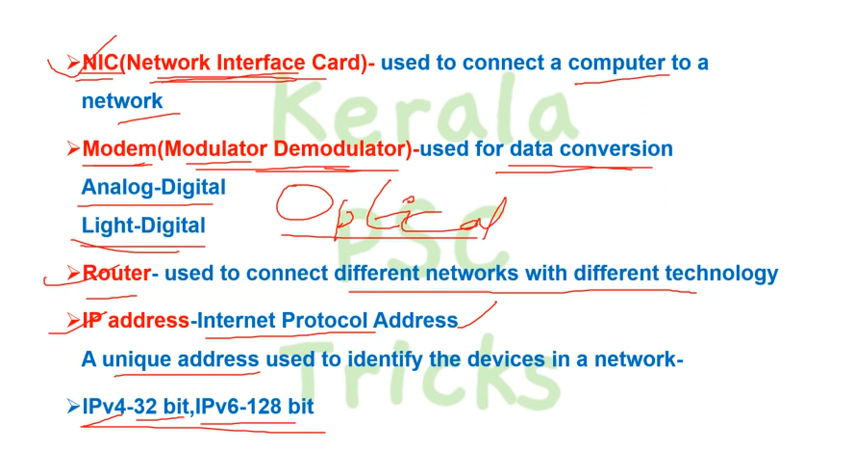 ➢NIC(Network Interface Card)- used to connect a computer to a
network
➢Modem(Modulator Demodulator)-used for data conversion
Analog-Digital
Light-Digital
Optical
➢Router- used to connect different networks with different technology
➢IP address-Internet Protocol Address
A unique address used to identify the devices in a network-
➢IPv4-32 bit,IPv6-128 bit
Kerala
PSC
Tricks